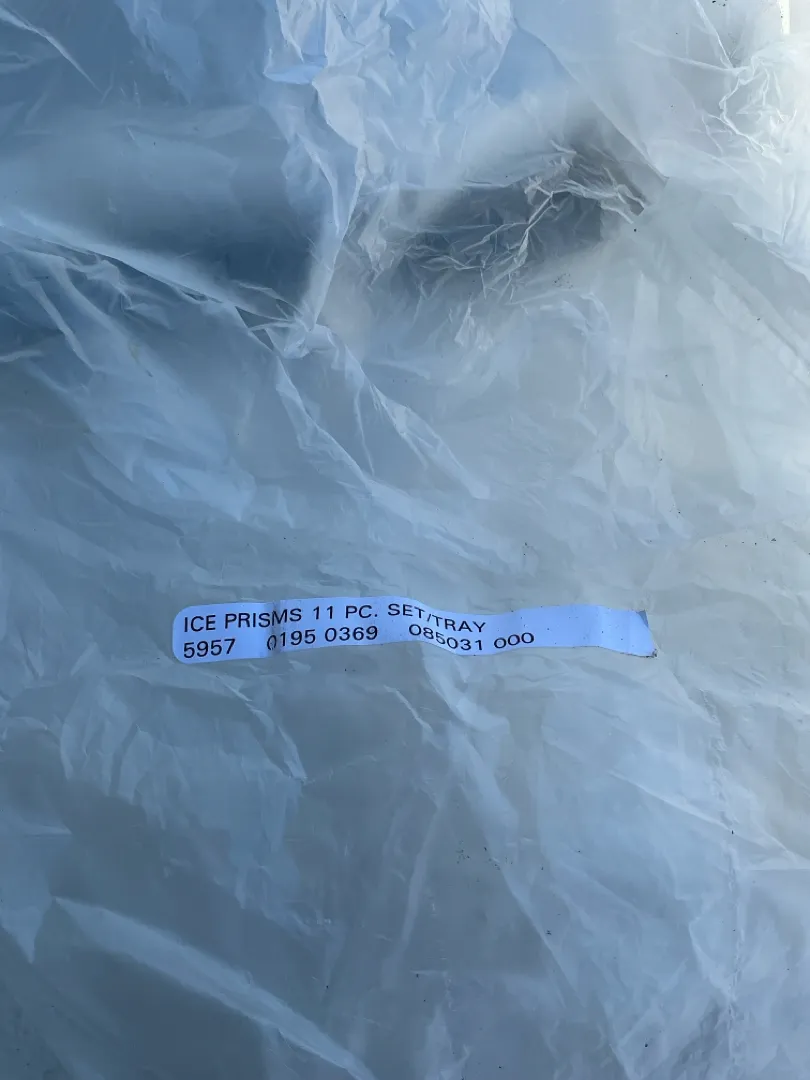 ICE PRISMS 11 PC. SET/TRAY
5957 0195 0369 085031 000